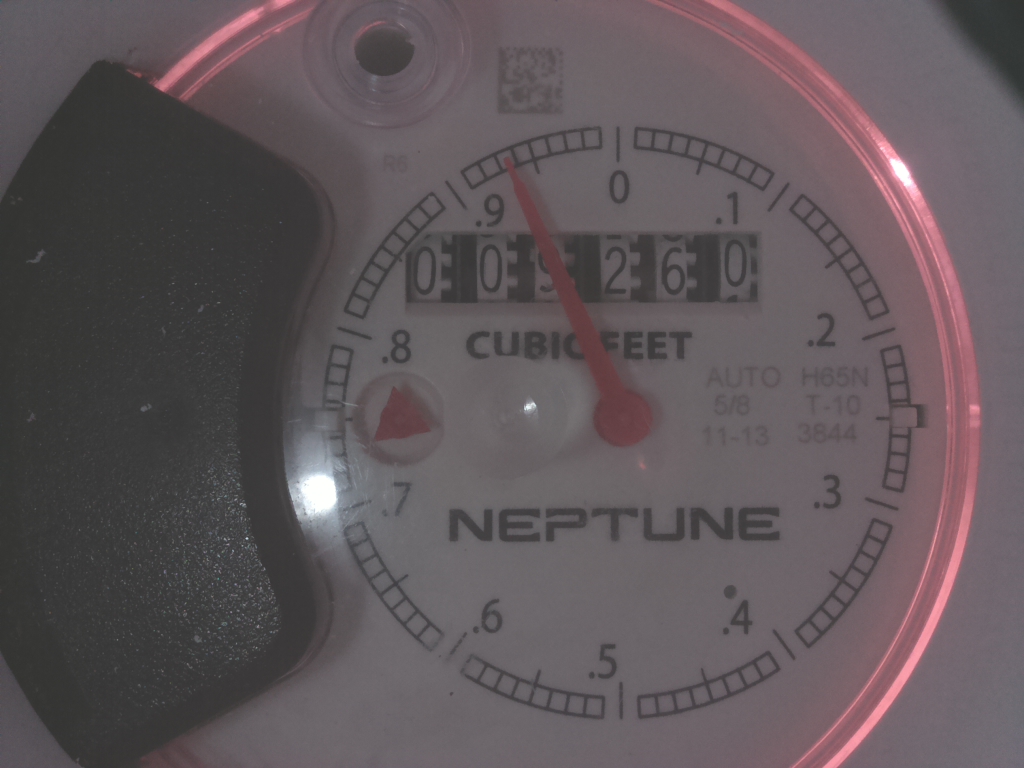 R6
0
.9 .1
0 0 9 2 6 0
.2
.8 CUBIC FEET
AUTO H65N
5/8 T-10
11-13 3844
.7 .3
NEPTUNE
.6 .4
.5